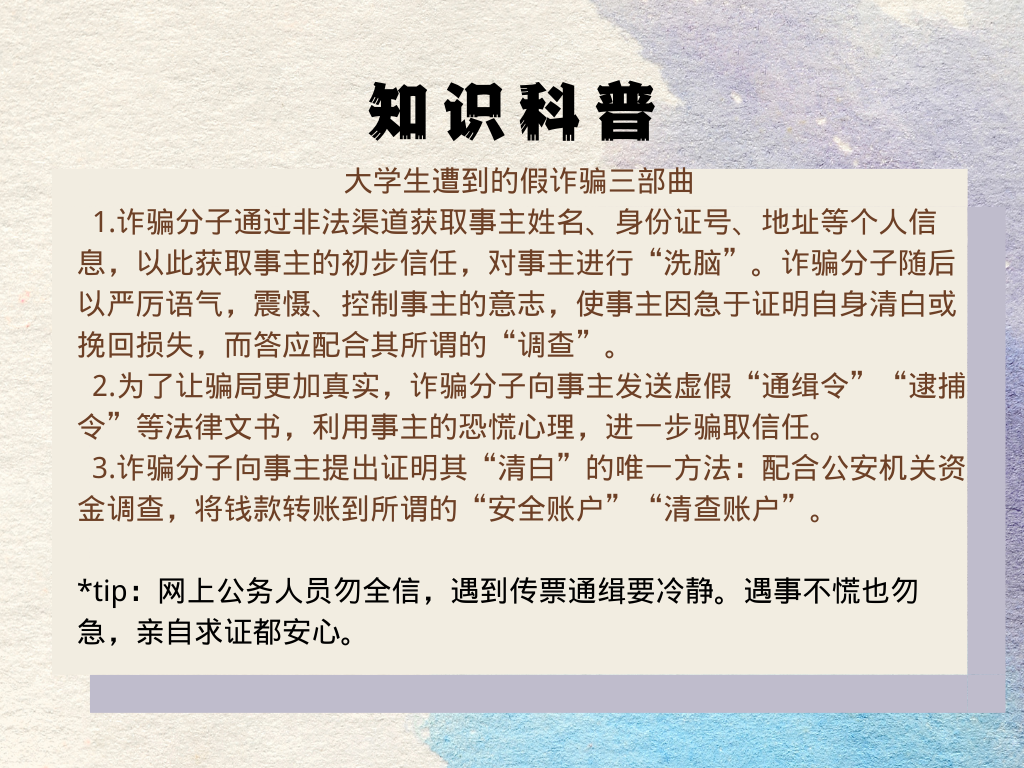 知识科普
大学生遭到的假诈骗三部曲
1.诈骗分子通过非法渠道获取事主姓名、身份证号、地址等个人信
息，以此获取事主的初步信任，对事主进行“洗脑”。诈骗分子随后
以严厉语气，震慑、控制事主的意志，使事主因急于证明自身清白或
挽回损失，而答应配合其所谓的“调查”。
2.为了让骗局更加真实，诈骗分子向事主发送虚假“通缉令”“逮捕
令”等法律文书，利用事主的恐慌心理，进一步骗取信任。
3.诈骗分子向事主提出证明其“清白”的唯一方法：配合公安机关资
金调查，将钱款转账到所谓的“安全账户”“清查账户”。
*tip：网上公务人员勿全信，遇到传票通缉要冷静。遇事不慌也勿
急，亲自求证都安心。